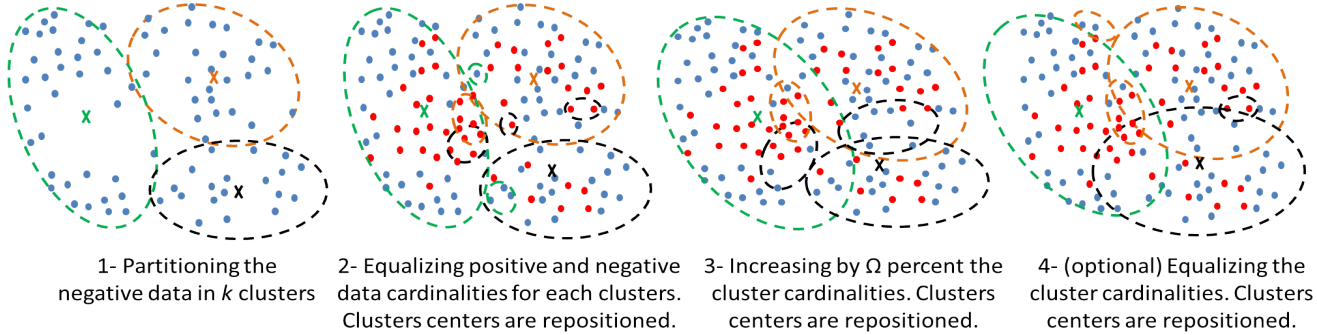 1- Partitioning the
negative data in k clusters
2- Equalizing positive and negative
data cardinalities for each clusters.
Clusters centers are repositioned.
3- Increasing by Ω percent the
cluster cardinalities. Clusters
centers are repositioned.
4- (optional) Equalizing the
cluster cardinalities. Clusters
centers are repositioned.